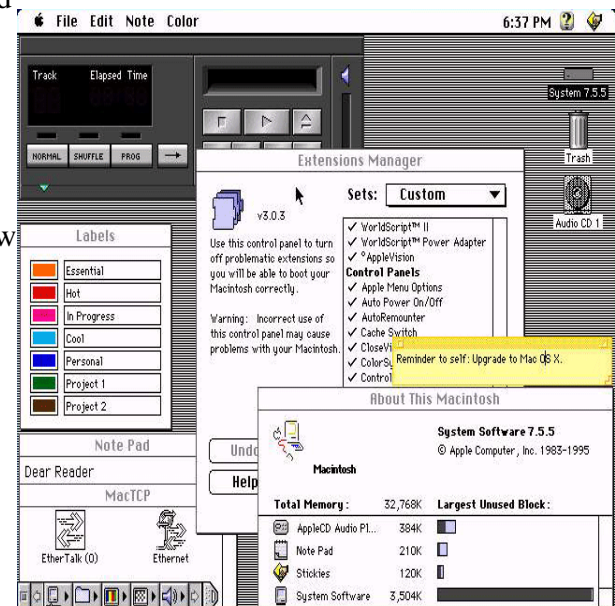 File Edit Note Color 6:37 PM
Track Elapsed Time
NORMAL SHUFFLE PROG
System 7.5.5
Trash
Audio CD 1
Extensions Manager
v3.0.3
Sets: Custom
Use this control panel to turn
off problematic extensions so
you will be able to boot your
Macintosh correctly.
Warning: Incorrect use of
this control panel may cause
problems with your Macintosh.
✓ WorldScript™ II
✓ WorldScript™ Power Adapter
✓ °AppleVision
Control Panels
✓ Apple Menu Options
✓ Auto Power On/Off
✓ AutoRemounter
✓ Cache Switch
✓ CloseVi
✓ ColorSy
✓ Control
Undo
Help
Labels
Essential
Hot
In Progress
Cool
Personal
Project 1
Project 2
Reminder to self: Upgrade to Mac OS X.
Note Pad
Dear Reader
MacTCP
EtherTalk (0) Ethernet
About This Macintosh
Macintosh
System Software 7.5.5
© Apple Computer, Inc. 1983-1995
Total Memory: 32,768K Largest Unused Block:
AppleCD Audio Pl... 384K
Note Pad 210K
Stickies 120K
System Software 3,504K